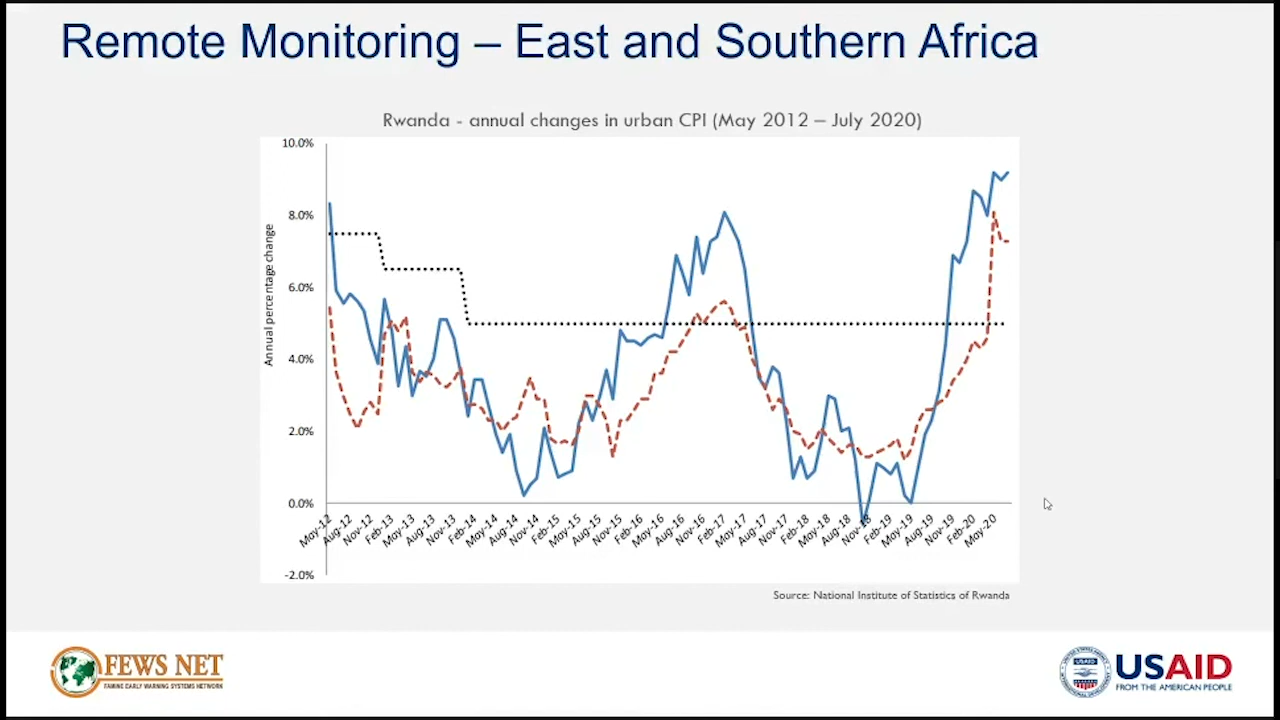 Remote Monitoring – East and Southern Africa
Rwanda - annual changes in urban CPI (May 2012 – July 2020)
10.0%
8.0%
6.0%
4.0%
2.0%
0.0%
-2.0%
Annual percentage change
May-12
Aug-12
Nov-12
Feb-13
May-13
Aug-13
Nov-13
Feb-14
May-14
Aug-14
Nov-14
Feb-15
May-15
Aug-15
Nov-15
Feb-16
May-16
Aug-16
Nov-16
Feb-17
May-17
Aug-17
Nov-17
Feb-18
May-18
Aug-18
Nov-18
Feb-19
May-19
Aug-19
Nov-19
Feb-20
May-20
Source: National Institute of Statistics of Rwanda
FEWS NET
FAMINE EARLY WARNING SYSTEMS NETWORK
USAID
USAID
FROM THE AMERICAN PEOPLE